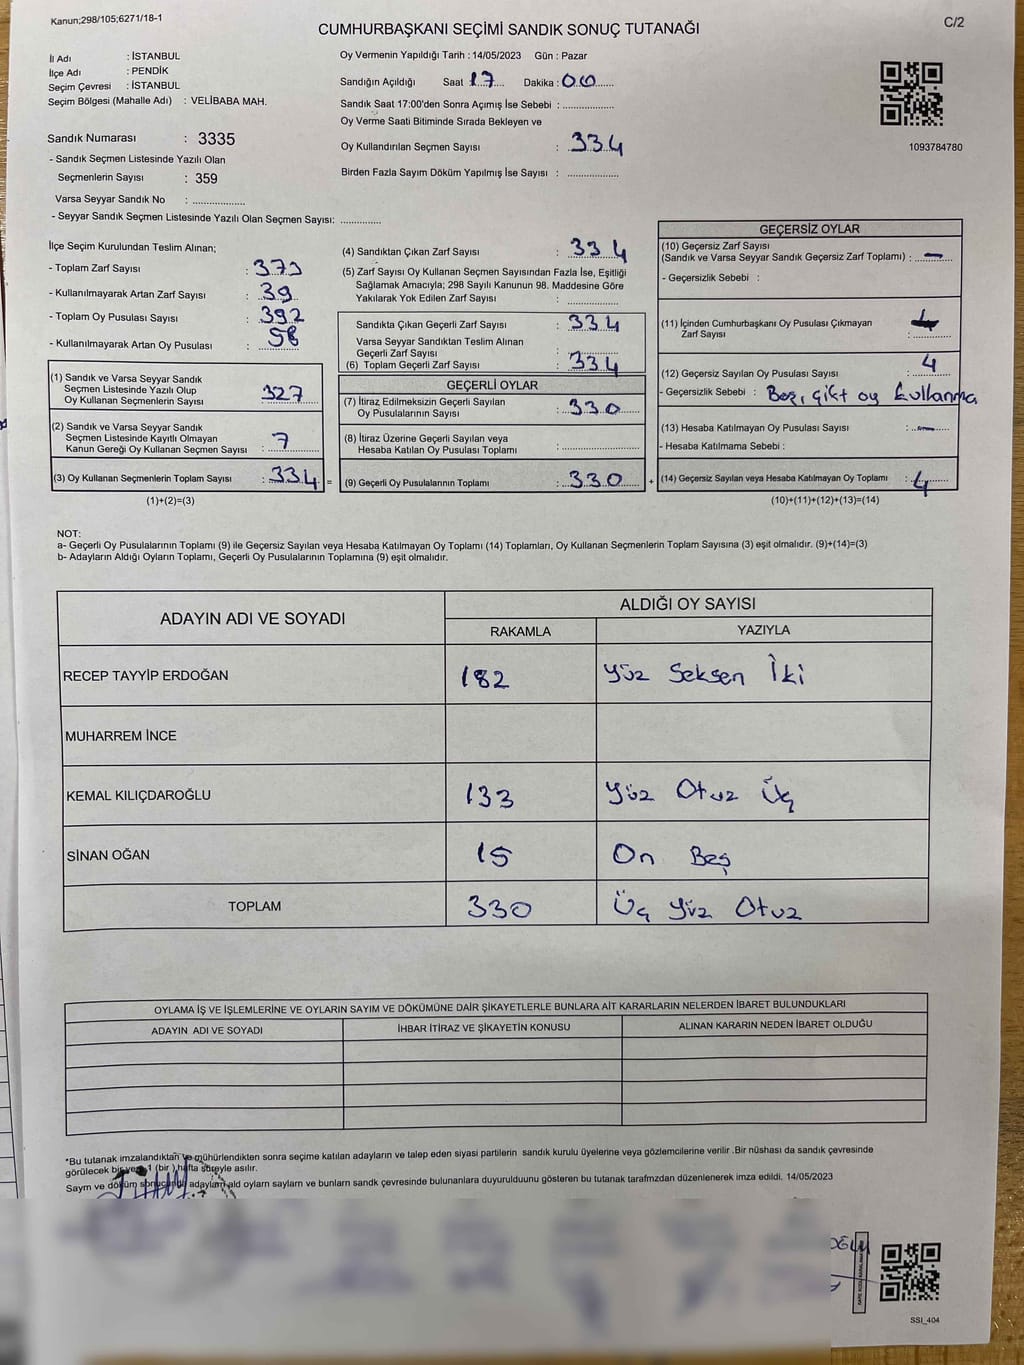 Kanun;298/105;6271/18-1
C/2
CUMHURBAŞKANI SEÇİMİ SANDIK SONUÇ TUTANAĞI
İl Adı : İSTANBUL
İlçe Adı : PENDİK
Seçim Çevresi : İSTANBUL
Seçim Bölgesi (Mahalle Adı) : VELİBABA MAH.
Sandık Numarası : 3335
- Sandık Seçmen Listesinde Yazılı Olan
Seçmenlerin Sayısı : 359
Varsa Seyyar Sandık No : ...................
- Seyyar Sandık Seçmen Listesinde Yazılı Olan Seçmen Sayısı: ...............
Oy Vermenin Yapıldığı Tarih : 14/05/2023 Gün : Pazar
Sandığın Açıldığı Saat 17 Dakika : 00
Sandık Saat 17:00'den Sonra Açımış İse Sebebi : ...................
Oy Verme Saati Bitiminde Sırada Bekleyen ve
Oy Kullandırılan Seçmen Sayısı : 334
Birden Fazla Sayım Döküm Yapılmış İse Sayısı : ...................
1093784780
İlçe Seçim Kurulundan Teslim Alınan;
- Toplam Zarf Sayısı : 373
- Kullanılmayarak Artan Zarf Sayısı : 39
- Toplam Oy Pusulası Sayısı : 392
- Kullanılmayarak Artan Oy Pusulası : 58
(1) Sandık ve Varsa Seyyar Sandık
Seçmen Listesinde Yazılı Olup
Oy Kullanan Seçmenlerin Sayısı : 327
(2) Sandık ve Varsa Seyyar Sandık
Seçmen Listesinde Kayıtlı Olmayan
Kanun Gereği Oy Kullanan Seçmen Sayısı : 7
(3) Oy Kullanan Seçmenlerin Toplam Sayısı : 334 =
(1)+(2)=(3)
(4) Sandıktan Çıkan Zarf Sayısı : 334
(5) Zarf Sayısı Oy Kullanan Seçmen Sayısından Fazla İse, Eşitliği
Sağlamak Amacıyla; 298 Sayılı Kanunun 98. Maddesine Göre
Yakılarak Yok Edilen Zarf Sayısı : ...................
Sandıkta Çıkan Geçerli Zarf Sayısı : 334
Varsa Seyyar Sandıktan Teslim Alınan
Geçerli Zarf Sayısı : ...................
(6) Toplam Geçerli Zarf Sayısı : 334
GEÇERLİ OYLAR
(7) İtiraz Edilmeksizin Geçerli Sayılan
Oy Pusulalarının Sayısı : 330
(8) İtiraz Üzerine Geçerli Sayılan veya
Hesaba Katılan Oy Pusulası Toplamı : ...................
(9) Geçerli Oy Pusulalarının Toplamı : 330 +
GEÇERSİZ OYLAR
(10) Geçersiz Zarf Sayısı
(Sandık ve Varsa Seyyar Sandık Geçersiz Zarf Toplamı) : —
- Geçersizlik Sebebi :
(11) İçinden Cumhurbaşkanı Oy Pusulası Çıkmayan
Zarf Sayısı :
(12) Geçersiz Sayılan Oy Pusulası Sayısı : 4
- Geçersizlik Sebebi : Boş, çift oy kullanma
(13) Hesaba Katılmayan Oy Pusulası Sayısı : —
- Hesaba Katılmama Sebebi :
(14) Geçersiz Sayılan veya Hesaba Katılmayan Oy Toplamı : 4
(10)+(11)+(12)+(13)=(14)
NOT:
a- Geçerli Oy Pusulalarının Toplamı (9) ile Geçersiz Sayılan veya Hesaba Katılmayan Oy Toplamı (14) Toplamları, Oy Kullanan Seçmenlerin Toplam Sayısına (3) eşit olmalıdır. (9)+(14)=(3)
b- Adayların Aldığı Oyların Toplamı, Geçerli Oy Pusulalarının Toplamına (9) eşit olmalıdır.
ADAYIN ADI VE SOYADI ALDIĞI OY SAYISI
RAKAMLA YAZIYLA
RECEP TAYYİP ERDOĞAN 182 Yüz Seksen İki
MUHARREM İNCE
KEMAL KILIÇDAROĞLU 133 Yüz Otuz Üç
SİNAN OĞAN 15 On Beş
TOPLAM 330 Üç Yüz Otuz
OYLAMA İŞ VE İŞLEMLERİNE VE OYLARIN SAYIM VE DÖKÜMÜNE DAİR ŞİKAYETLERLE BUNLARA AİT KARARLARIN NELERDEN İBARET BULUNDUKLARI
ADAYIN ADI VE SOYADI İHBAR İTİRAZ VE ŞİKAYETİN KONUSU ALINAN KARARIN NEDEN İBARET OLDUĞU
*Bu tutanak imzalandıktan ve mühürlendikten sonra seçime katılan adayların ve talep eden siyasi partilerin sandık kurulu üyelerine veya gözlemcilerine verilir .Bir nüshası da sandık çevresinde
görülecek bir yere 1 (bir ) hafta süreyle asılır.
Sayım ve döküm sonucunda adayların ald oyların sayların ve bunların sandk çevresinde bulunanlara duyurulduunu gösteren bu tutanak tarafmzdan düzenlenerek imza edildi. 14/05/2023
SSI_404